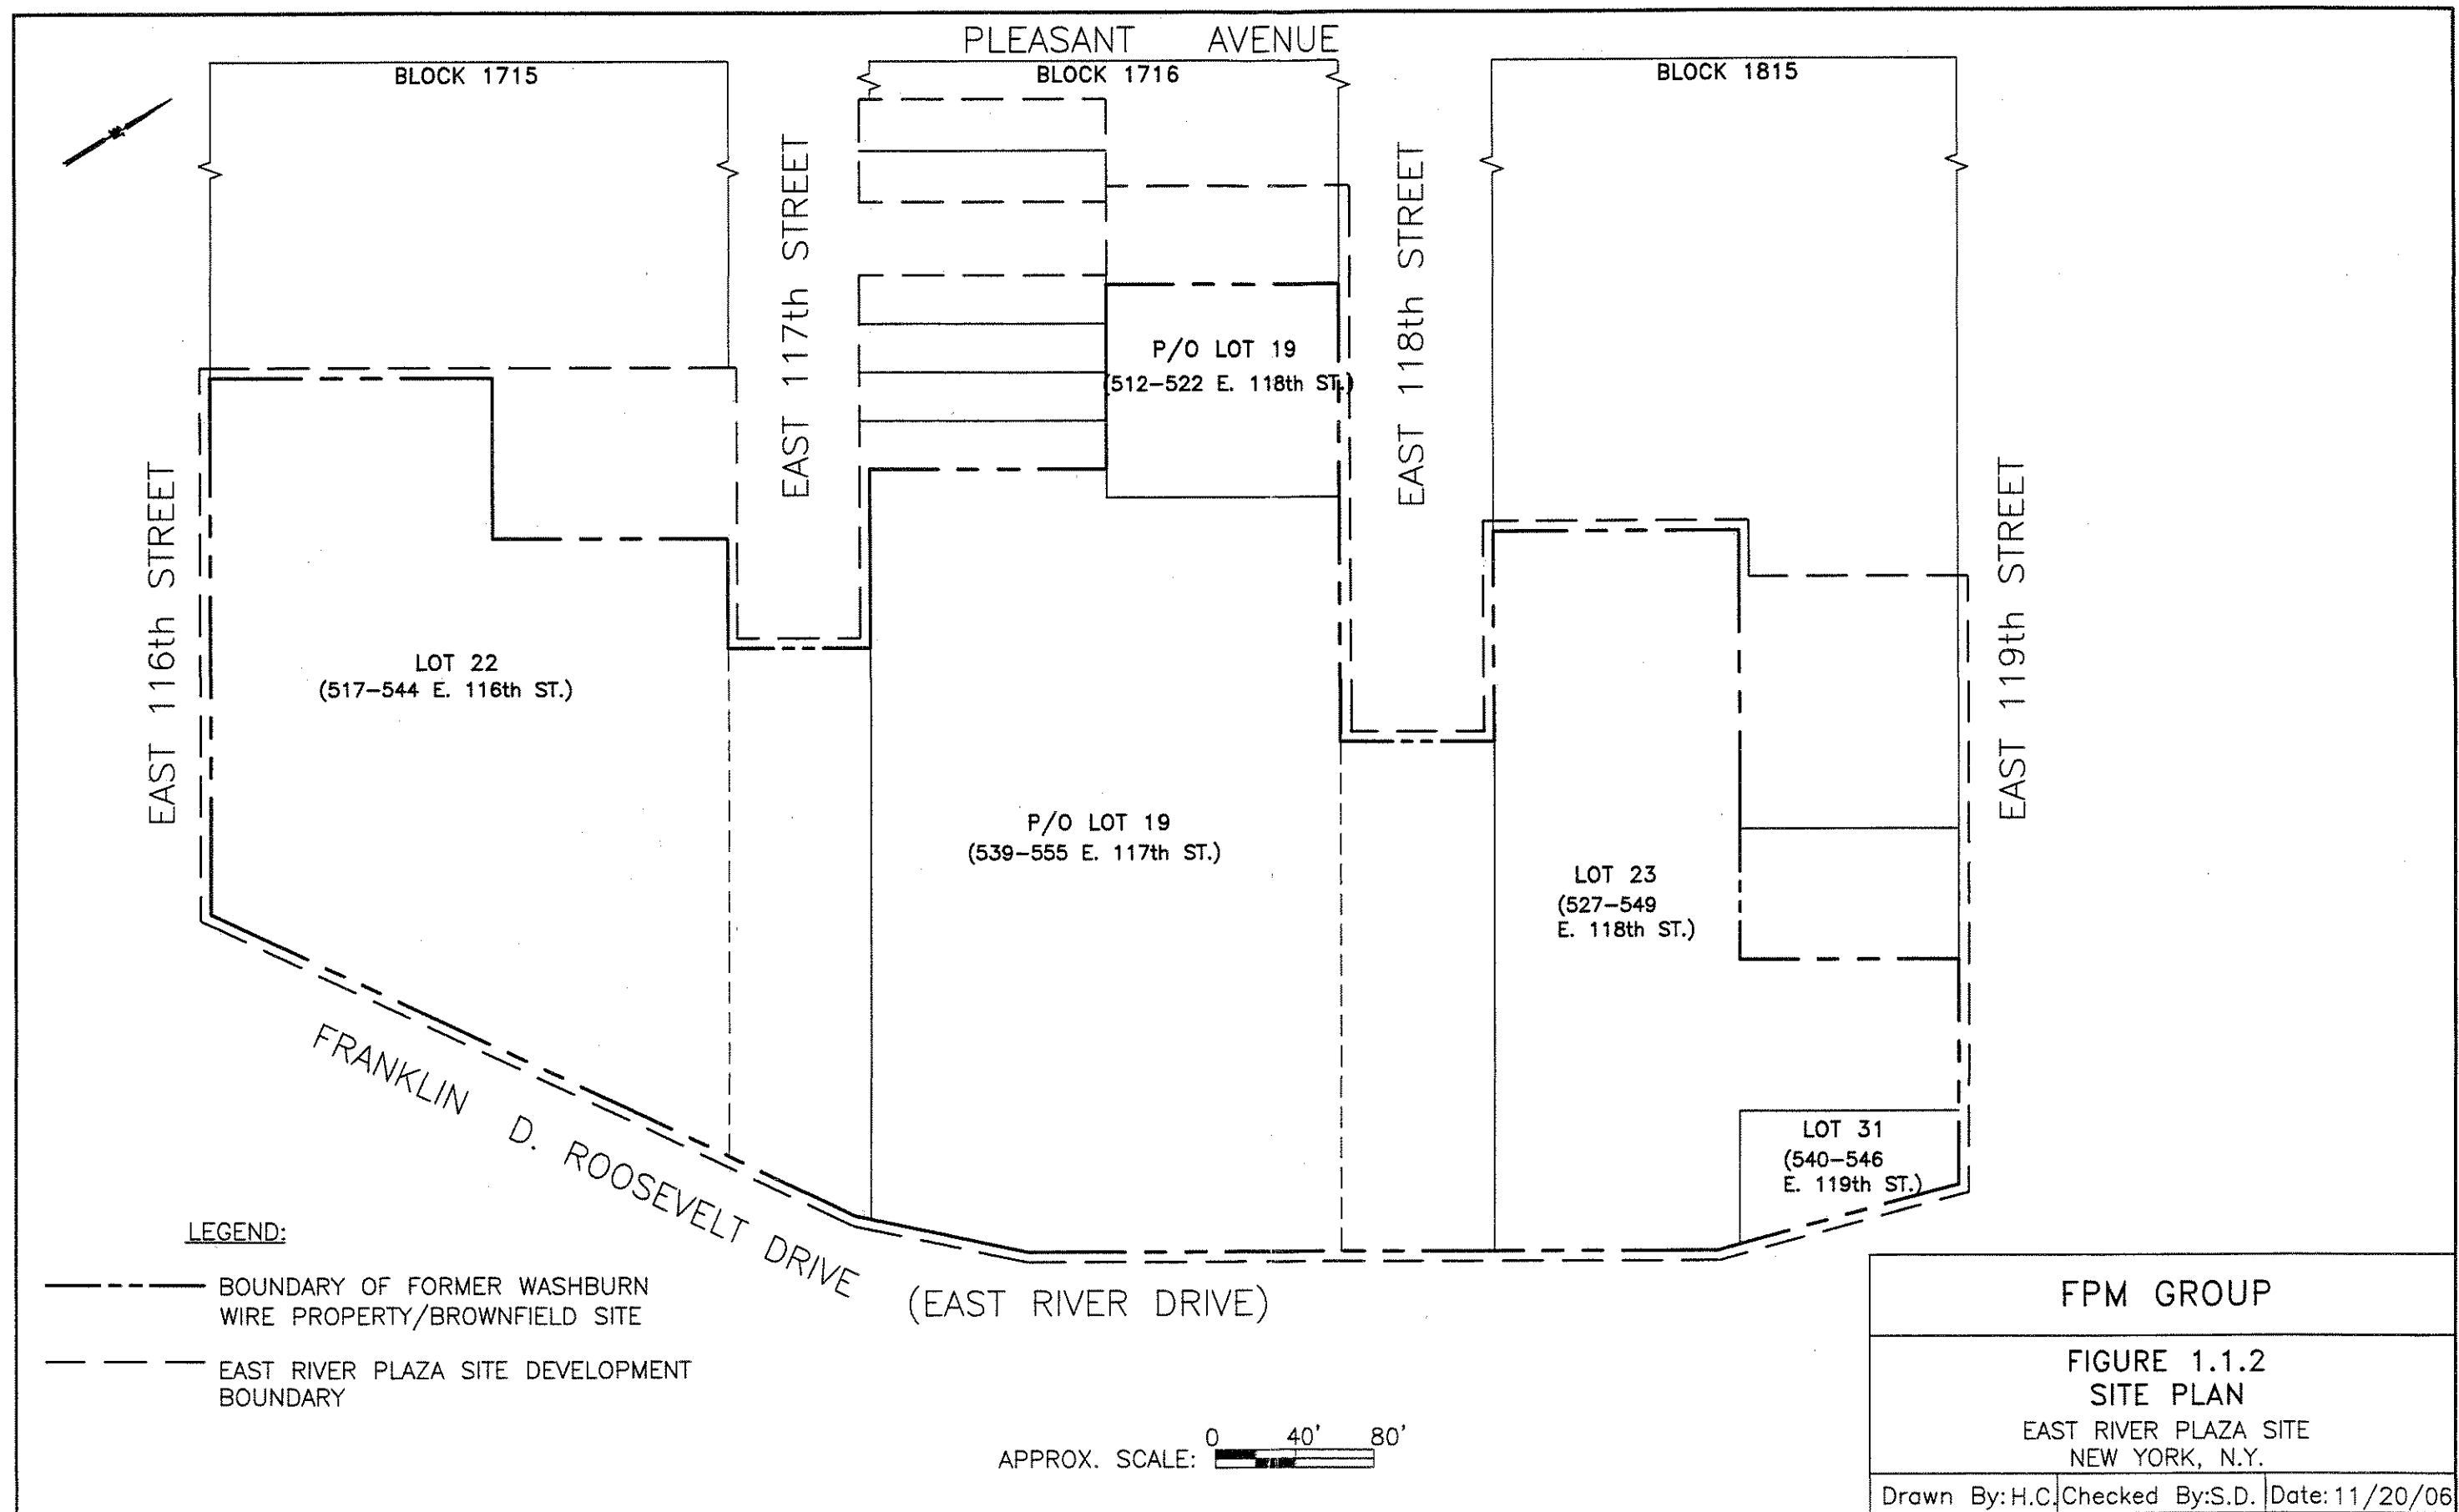 PLEASANT AVENUE
BLOCK 1715
BLOCK 1716
BLOCK 1815
EAST 116th STREET
EAST 117th STREET
EAST 118th STREET
EAST 119th STREET
P/O LOT 19
(512-522 E. 118th ST.)
LOT 22
(517-544 E. 116th ST.)
P/O LOT 19
(539-555 E. 117th ST.)
LOT 23
(527-549
E. 118th ST.)
LOT 31
(540-546
E. 119th ST.)
FRANKLIN D. ROOSEVELT DRIVE
(EAST RIVER DRIVE)
LEGEND:
BOUNDARY OF FORMER WASHBURN
WIRE PROPERTY/BROWNFIELD SITE
EAST RIVER PLAZA SITE DEVELOPMENT
BOUNDARY
APPROX. SCALE: 0 40' 80'
FPM GROUP
FIGURE 1.1.2
SITE PLAN
EAST RIVER PLAZA SITE
NEW YORK, N.Y.
Drawn By: H.C. Checked By: S.D. Date: 11/20/06